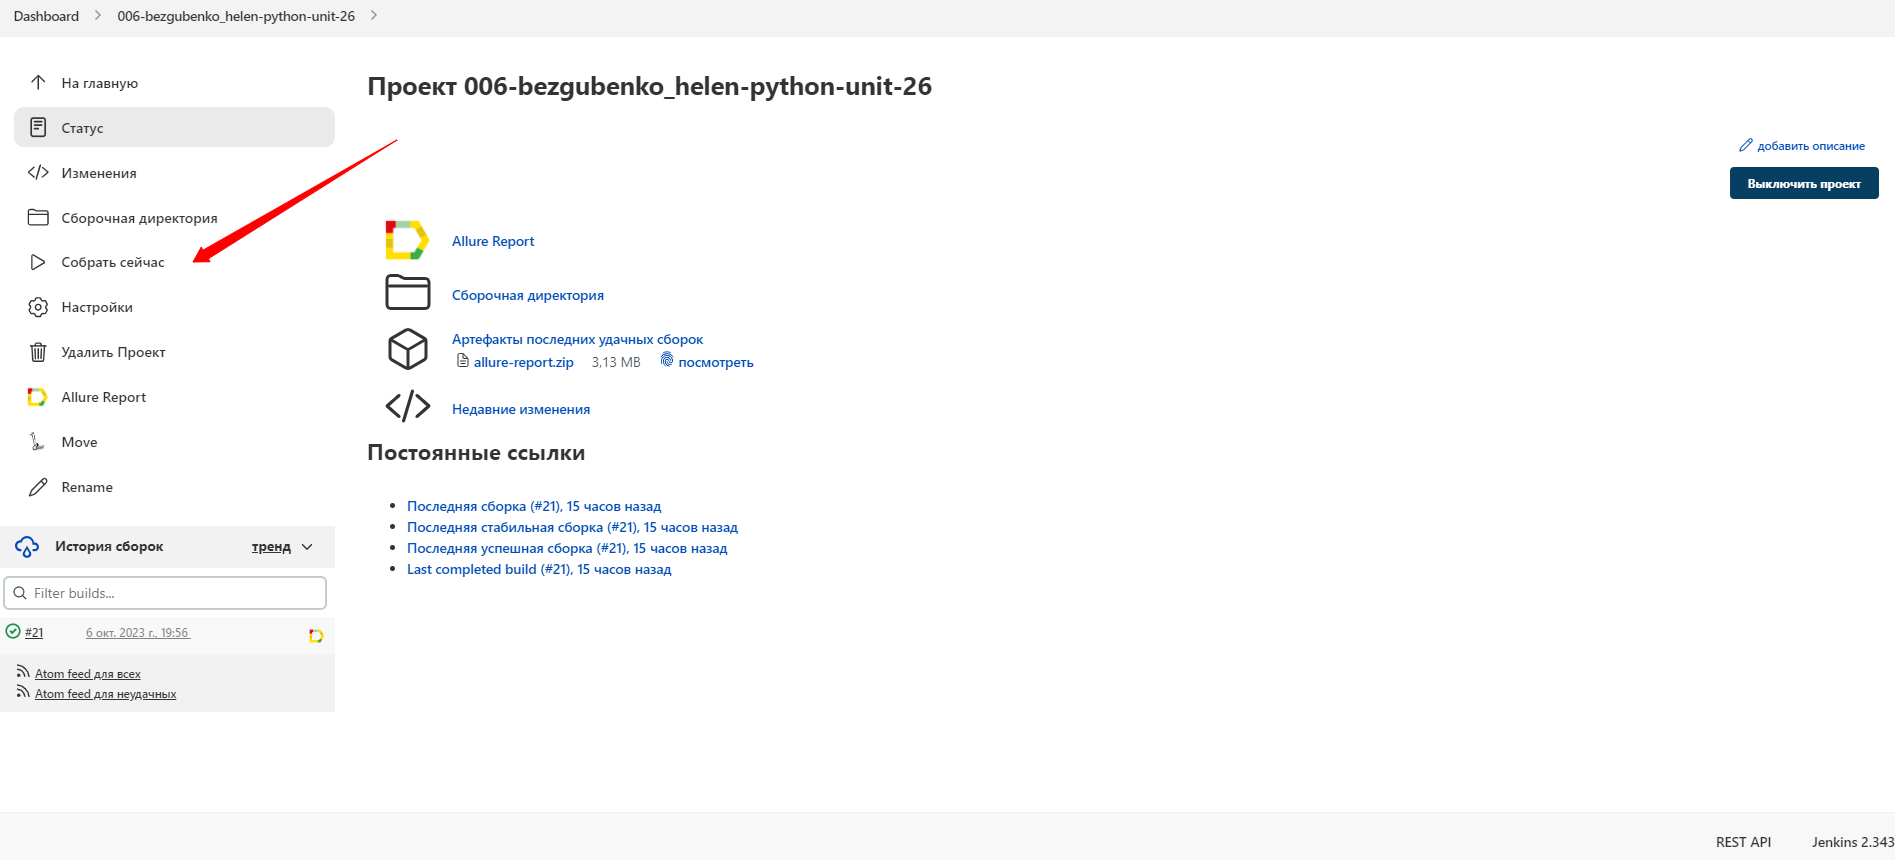 Dashboard
006-bezgubenko_helen-python-unit-26
На главную
Статус
Изменения
Сборочная директория
Собрать сейчас
Настройки
Удалить Проект
Allure Report
Move
Rename
История сборок
тренд
Filter builds...
#21
6 окт. 2023 г., 19:56
Atom feed для всех
Atom feed для неудачных
Проект 006-bezgubenko_helen-python-unit-26
добавить описание
Выключить проект
Allure Report
Сборочная директория
Артефакты последних удачных сборок
allure-report.zip 3,13 MB посмотреть
Недавние изменения
Постоянные ссылки
Последняя сборка (#21), 15 часов назад
Последняя стабильная сборка (#21), 15 часов назад
Последняя успешная сборка (#21), 15 часов назад
Last completed build (#21), 15 часов назад
REST API
Jenkins 2.343